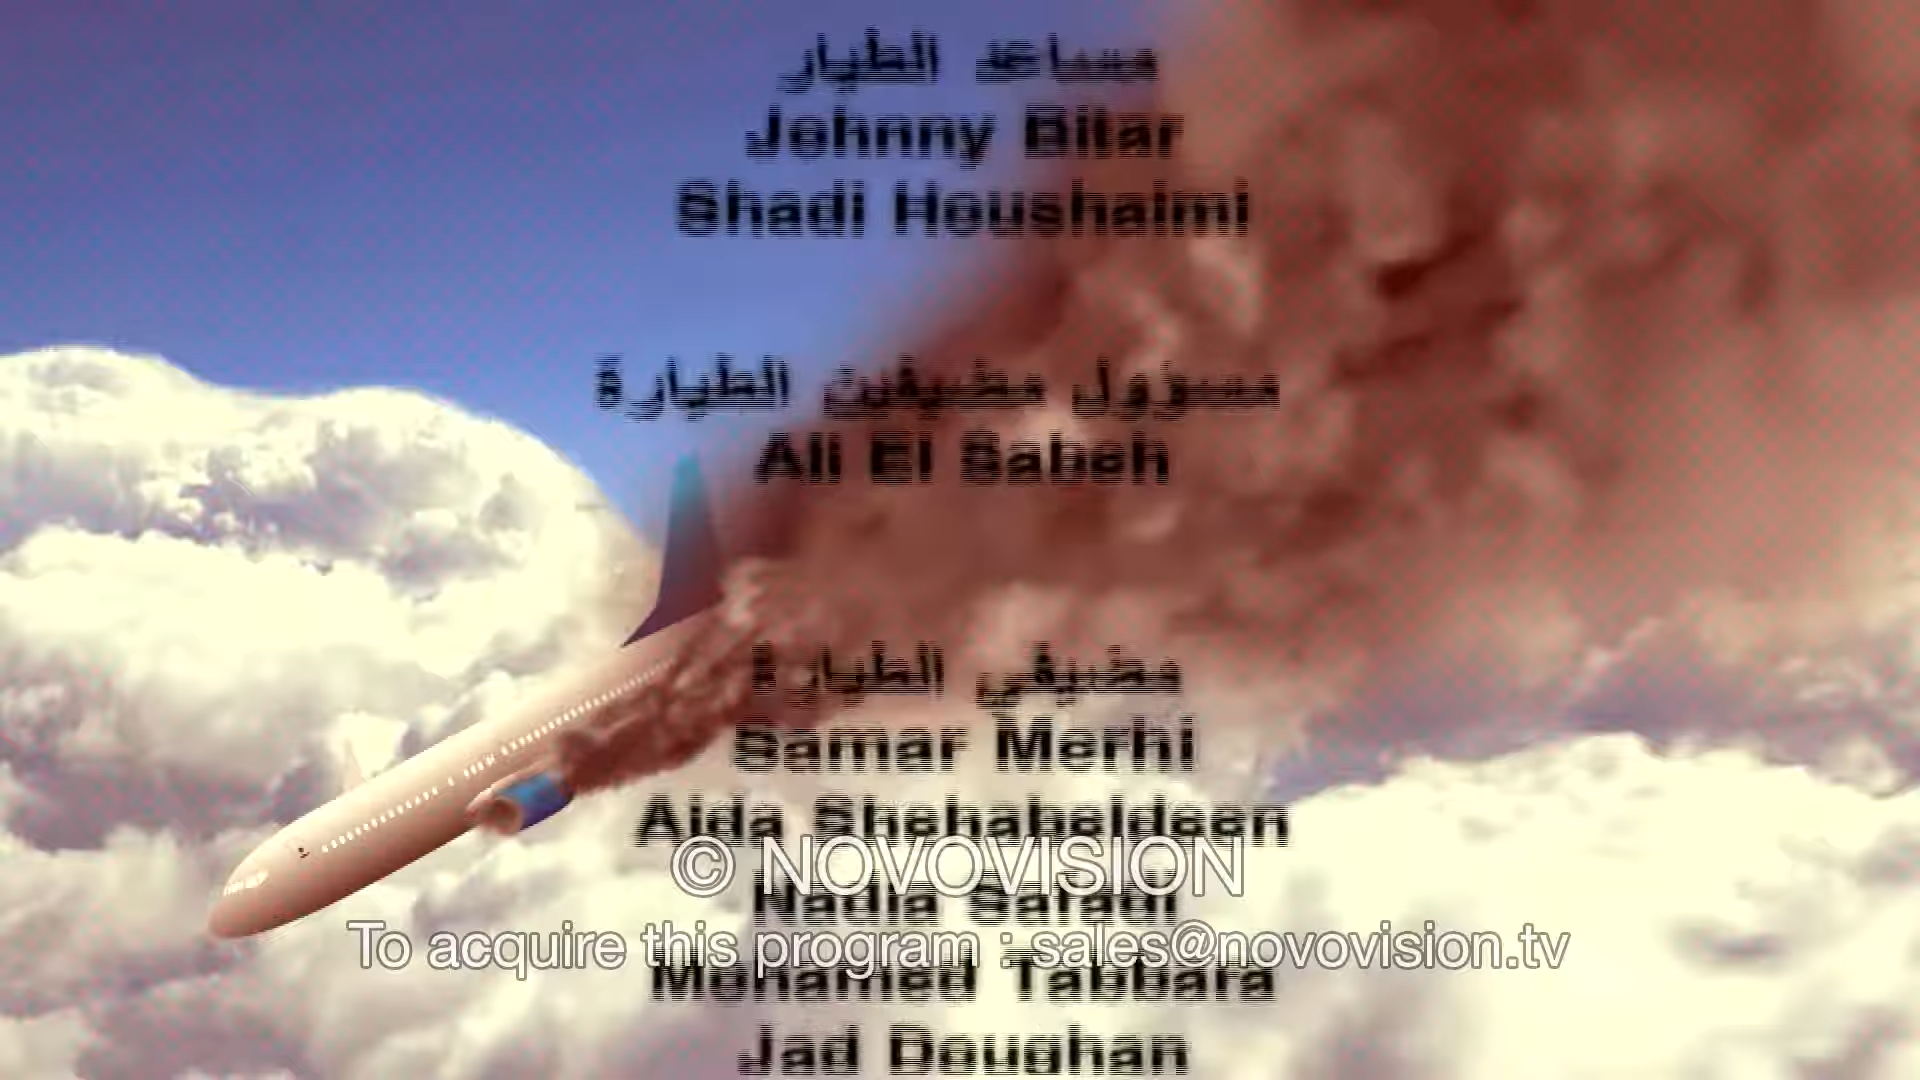 مساعد الطيار
Johnny Bitar
Shadi Houshaimi
مسؤول مضيفين الطيارة
Ali El Sabeh
مضيفي الطيارة
Samar Merhi
Aida Shehabeldeen
© NOVOVISION
Nadia Safadi
To acquire this program : sales@novovision.tv
Mohamed Tabbara
Jad Doughan